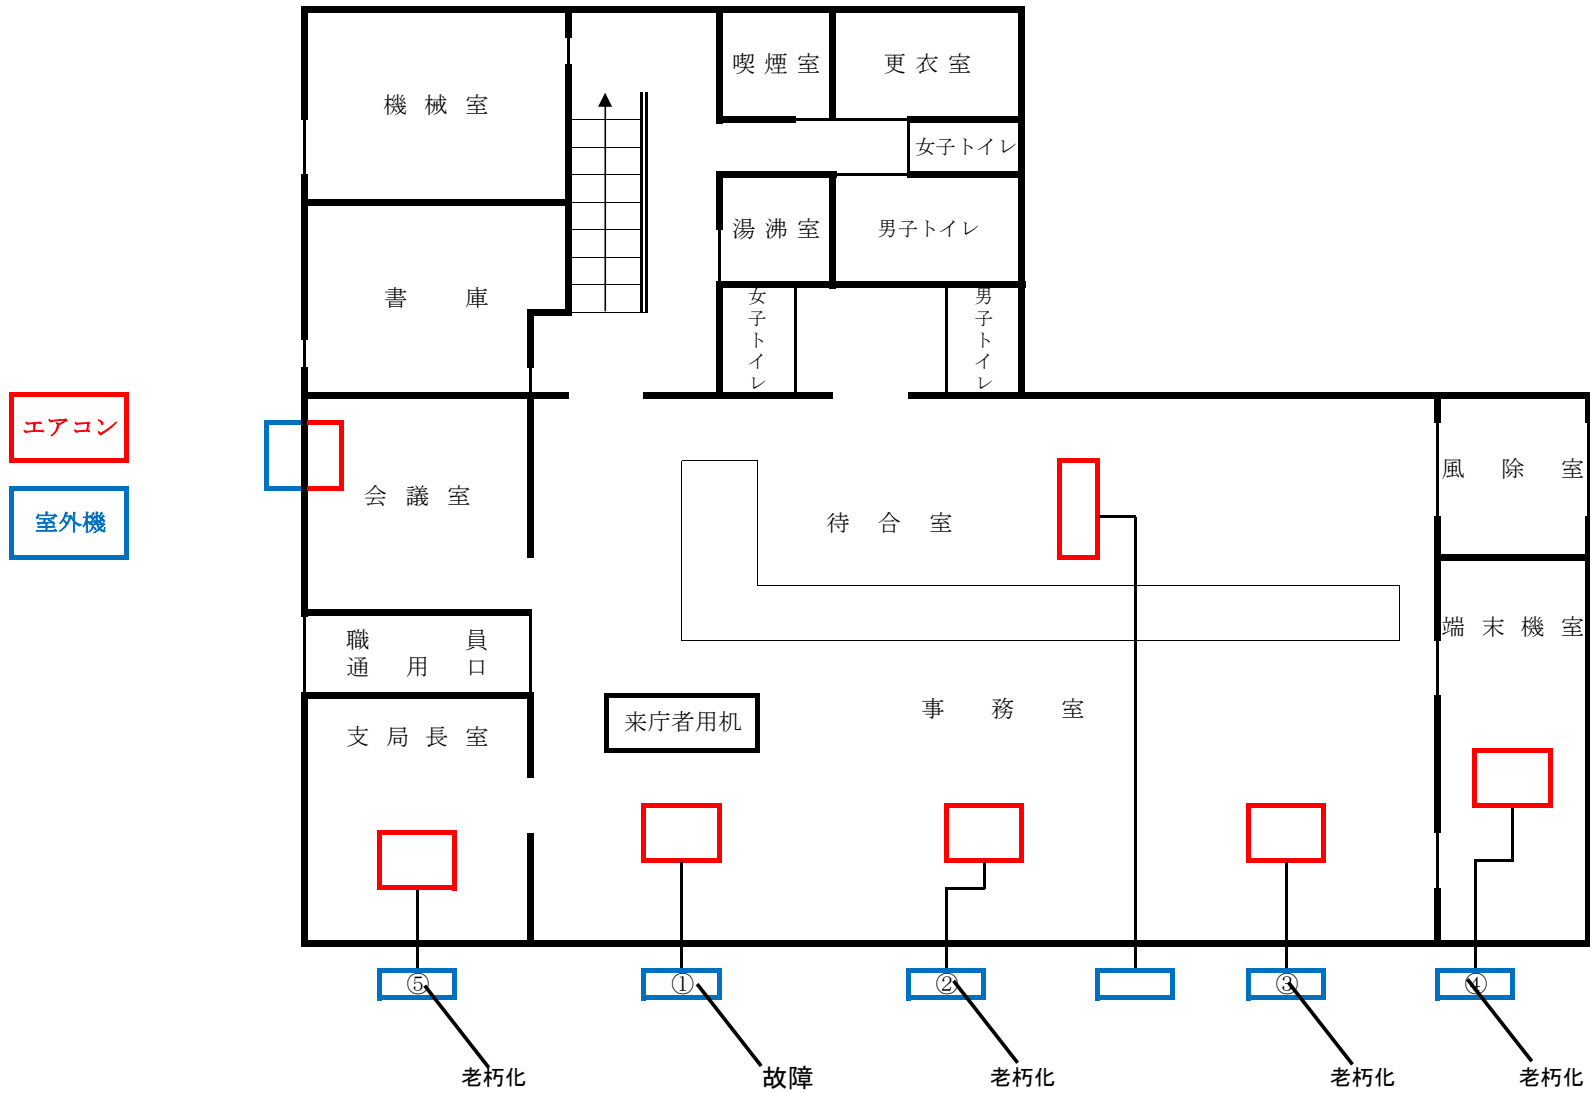 喫煙室
更衣室
機械室
女子トイレ
湯沸室
男子トイレ
書庫
女子トイレ
男子トイレ
エアコン
室外機
会議室
待合室
風除室
職員
通用口
端末機室
支局長室
来庁者用机
事務室
⑤
①
②
③
④
老朽化
故障
老朽化
老朽化
老朽化